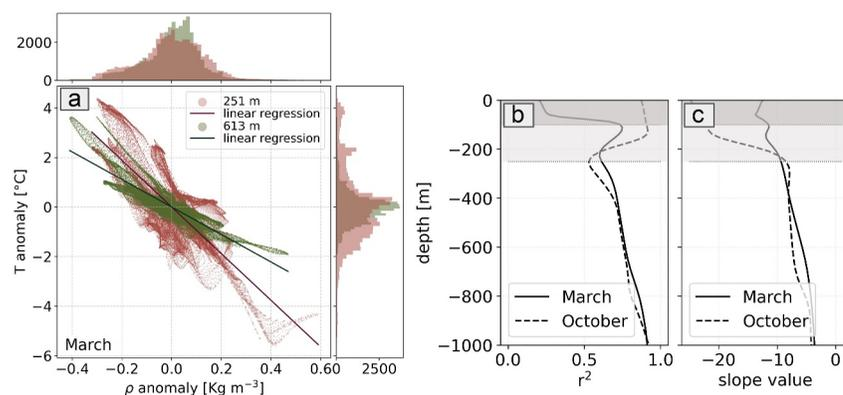 2000
0
a
251 m
linear regression
613 m
linear regression
4
2
0
−2
−4
−6
T anomaly [°C]
March
−0.4
−0.2
0.0
0.2
0.4
0.6
0
2500
ρ anomaly [Kg m⁻³]
b
0
−200
−400
−600
−800
−1000
depth [m]
March
October
0.0
0.5
1.0
r²
c
March
October
−20
−10
0
slope value